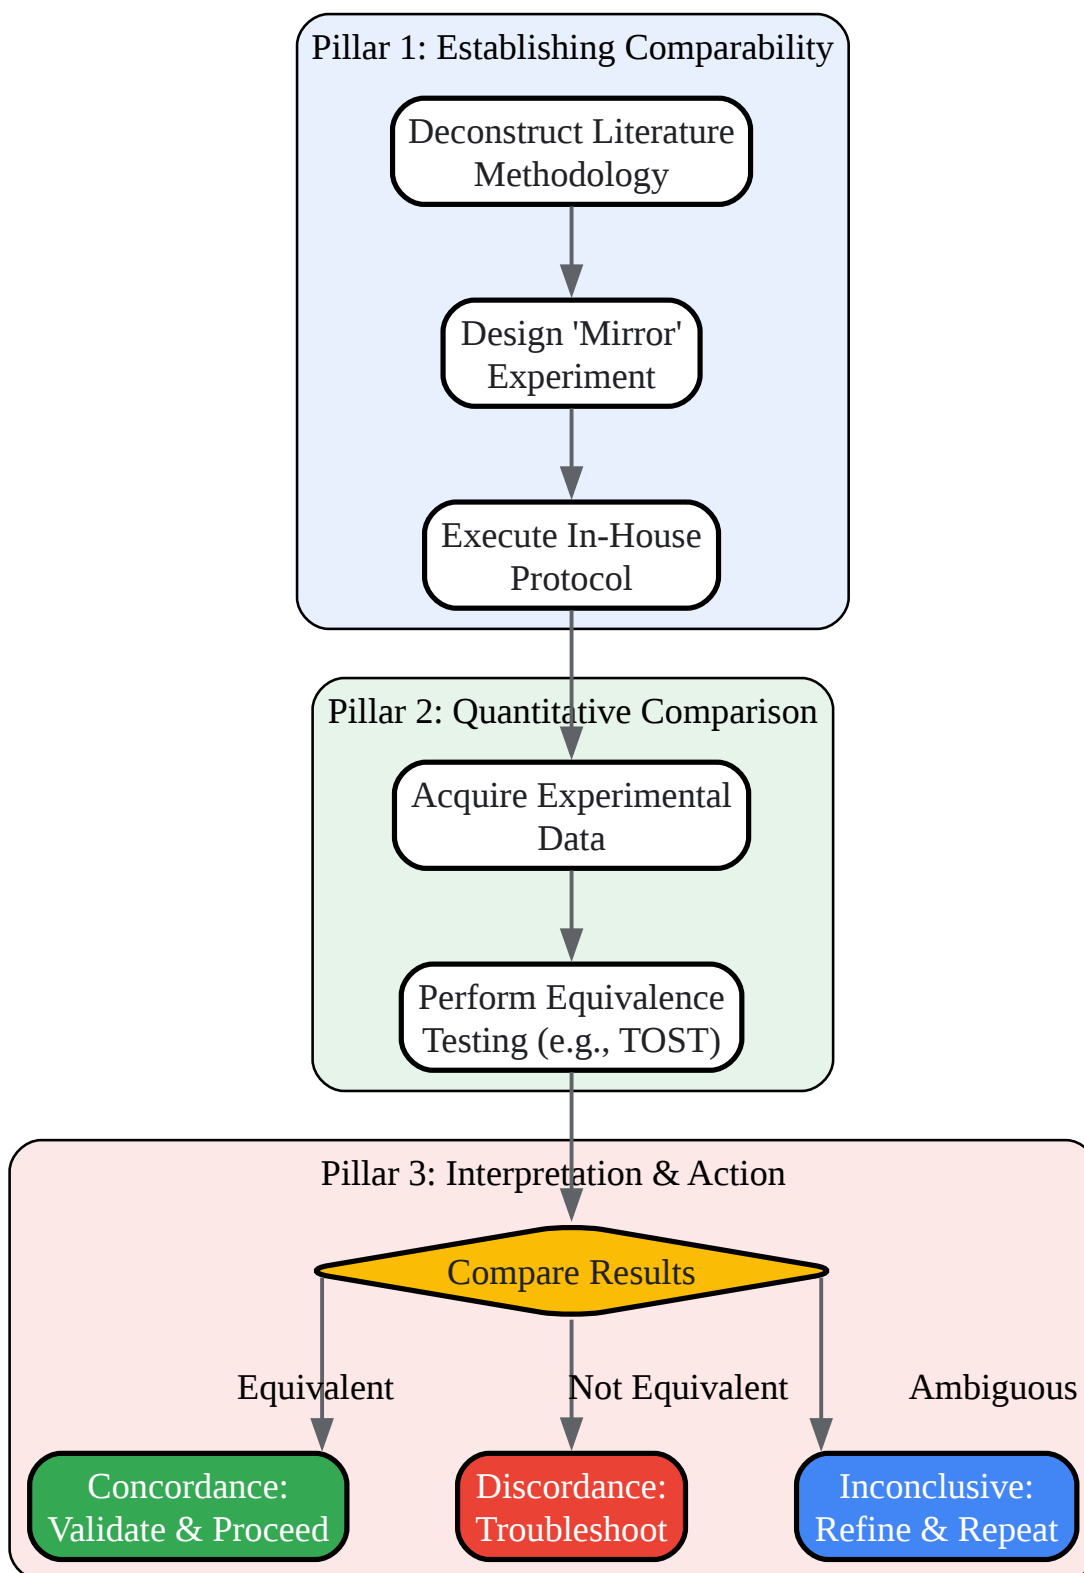 Pillar 1: Establishing Comparability
Deconstruct Literature
Methodology
Design 'Mirror'
Experiment
Execute In-House
Protocol
Pillar 2: Quantitative Comparison
Acquire Experimental
Data
Perform Equivalence
Testing (e.g., TOST)
Pillar 3: Interpretation & Action
Compare Results
Equivalent
Not Equivalent
Ambiguous
Concordance:
Validate & Proceed
Discordance:
Troubleshoot
Inconclusive:
Refine & Repeat